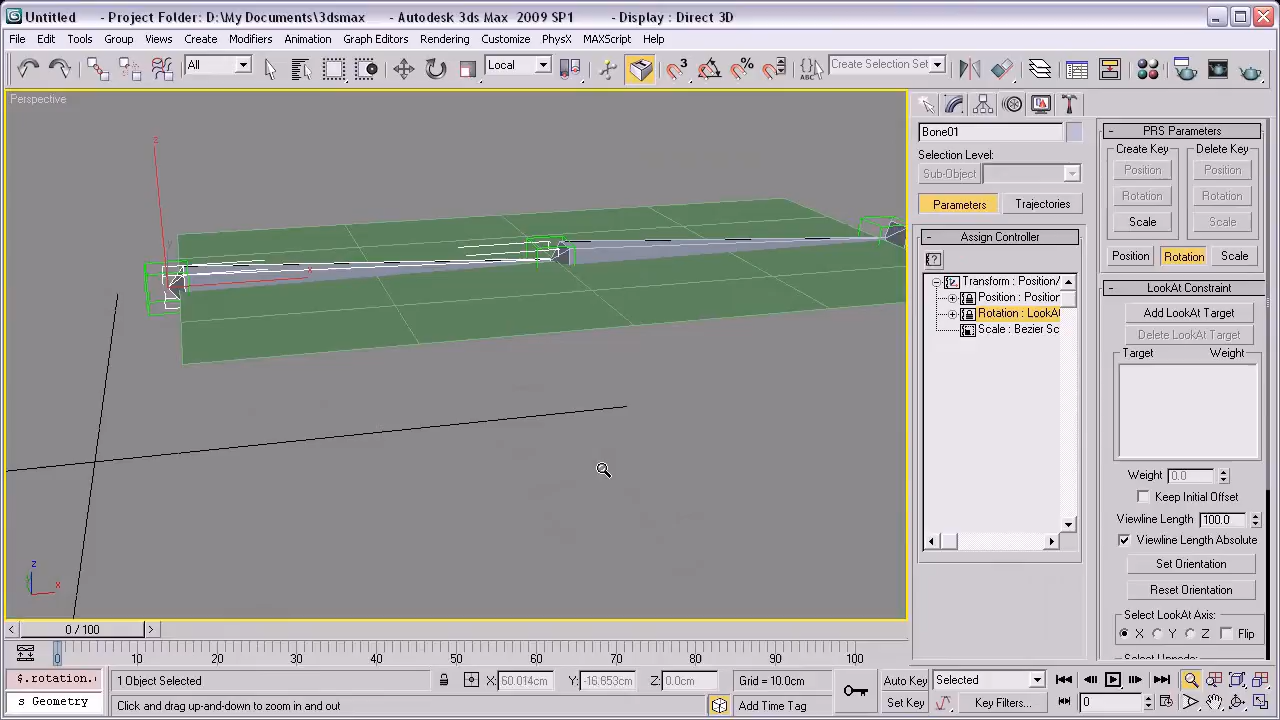 Untitled - Project Folder: D:\My Documents\3dsmax - Autodesk 3ds Max 2009 SP1 - Display : Direct 3D
File Edit Tools Group Views Create Modifiers Animation Graph Editors Rendering Customize PhysX MAXScript Help
All Local Create Selection Set
Perspective
Bone01
Selection Level:
Sub-Object
Parameters Trajectories
Assign Controller
Transform : Position/
Position : Position
Rotation : LookAt
Scale : Bezier Sc
PRS Parameters
Create Key Delete Key
Position Position
Rotation Rotation
Scale Scale
Position Rotation Scale
LookAt Constraint
Add LookAt Target
Delete LookAt Target
Target Weight
Weight 0.0
Keep Initial Offset
Viewline Length 100.0
Viewline Length Absolute
Set Orientation
Reset Orientation
Select LookAt Axis:
X Y Z Flip
z
x
z
y
x
0 / 100
0 10 20 30 40 50 60 70 80 90 100
$.rotation.
s Geometry
1 Object Selected X: 60.014cm Y: -16.653cm Z: 0.0cm Grid = 10.0cm
Click and drag up-and-down to zoom in and out Add Time Tag
Auto Key Selected
Set Key Key Filters... 0